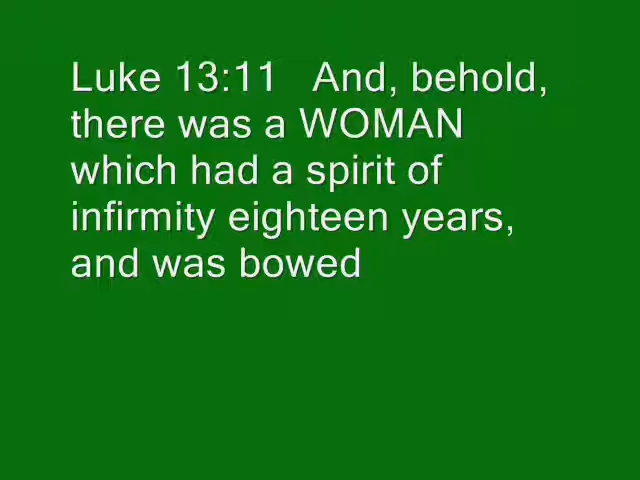 Luke 13:11   And, behold,
there was a WOMAN
which had a spirit of
infirmity eighteen years,
and was bowed